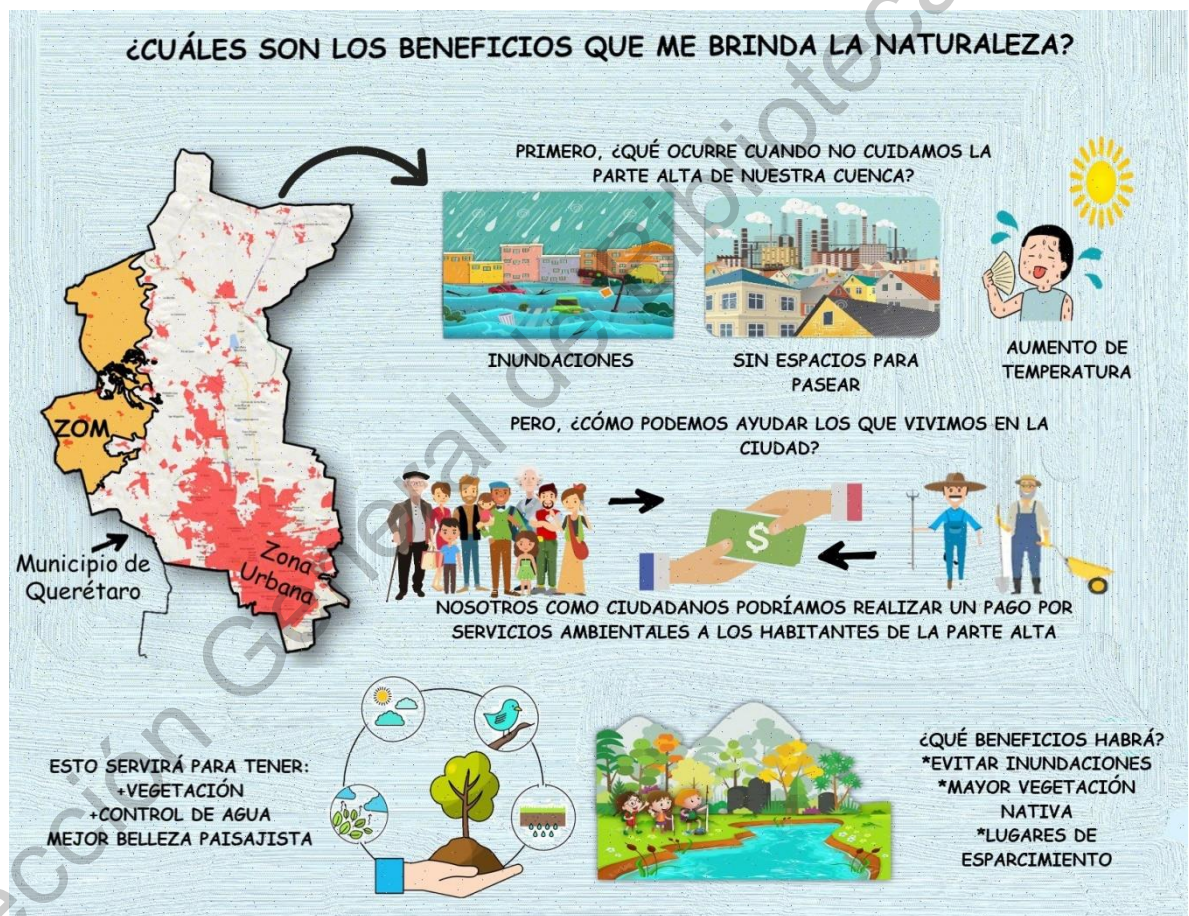 ¿CUÁLES SON LOS BENEFICIOS QUE ME BRINDA LA NATURALEZA?
PRIMERO, ¿QUÉ OCURRE CUANDO NO CUIDAMOS LA
PARTE ALTA DE NUESTRA CUENCA?
INUNDACIONES
SIN ESPACIOS PARA
PASEAR
AUMENTO DE
TEMPERATURA
ZOM
Municipio de
Querétaro
Zona
Urbana
PERO, ¿CÓMO PODEMOS AYUDAR LOS QUE VIVIMOS EN LA
CIUDAD?
$
NOSOTROS COMO CIUDADANOS PODRÍAMOS REALIZAR UN PAGO POR
SERVICIOS AMBIENTALES A LOS HABITANTES DE LA PARTE ALTA
ESTO SERVIRÁ PARA TENER:
+VEGETACIÓN
+CONTROL DE AGUA
MEJOR BELLEZA PAISAJISTA
¿QUÉ BENEFICIOS HABRÁ?
*EVITAR INUNDACIONES
*MAYOR VEGETACIÓN
NATIVA
*LUGARES DE
ESPARCIMIENTO
General de Bibliotecas